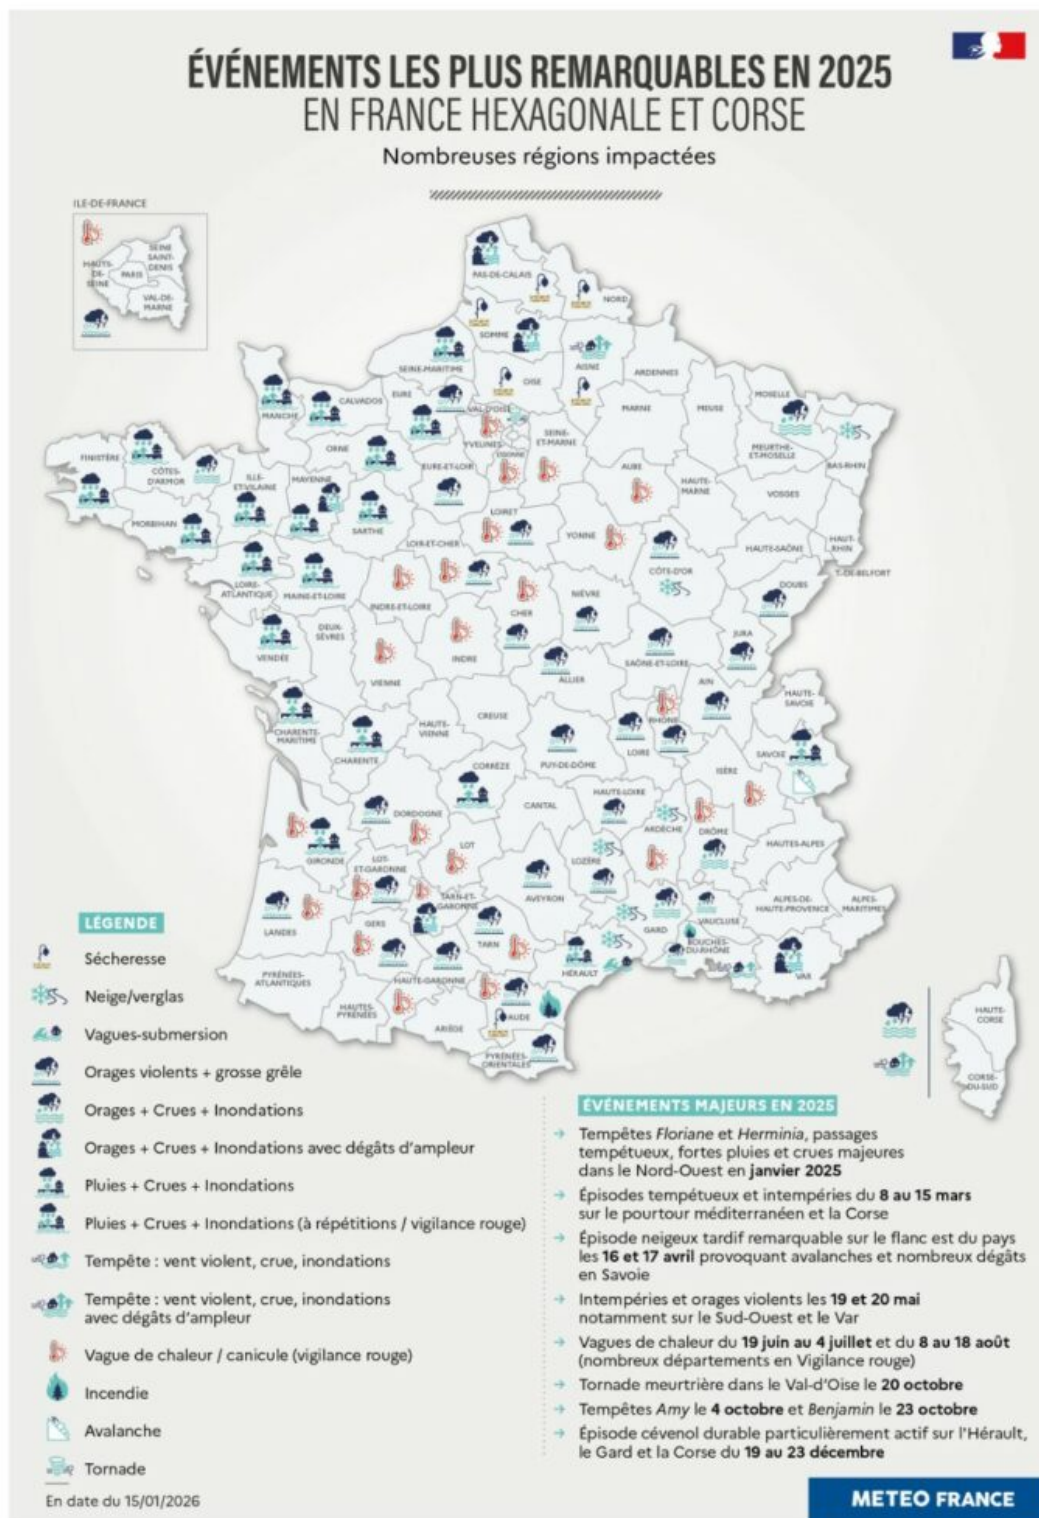 ÉVÉNEMENTS LES PLUS REMARQUABLES EN 2025
EN FRANCE HEXAGONALE ET CORSE
Nombreuses régions impactées
ILE-DE-FRANCE
HAUTS-
DE-
SEINE
PARIS
SEINE
SAINT-
DENIS
VAL-DE-
MARNE
PAS-DE-CALAIS
NORD
SOMME
SEINE-MARITIME
AISNE
ARDENNES
OISE
MANCHE
CALVADOS
EURE
VAL-D'OISE
MARNE
MEUSE
MOSELLE
YVELINES
ESSONNE
SEINE-
ET-MARNE
MEURTHE-
ET-MOSELLE
BAS-RHIN
FINISTÈRE
CÔTES-
D'ARMOR
ILLE-
ET-VILAINE
MAYENNE
ORNE
EURE-ET-LOIR
AUBE
HAUTE-
MARNE
VOSGES
MORBIHAN
SARTHE
LOIRET
LOIR-ET-CHER
YONNE
HAUTE-SAÔNE
HAUT-
RHIN
T.-DE-BELFORT
LOIRE-
ATLANTIQUE
MAINE-ET-LOIRE
INDRE-ET-LOIRE
CHER
NIÈVRE
CÔTE-D'OR
DOUBS
VENDÉE
DEUX-
SÈVRES
VIENNE
INDRE
ALLIER
SAÔNE-ET-LOIRE
JURA
AIN
HAUTE-
SAVOIE
CHARENTE-
MARITIME
CHARENTE
HAUTE-
VIENNE
CREUSE
PUY-DE-DÔME
LOIRE
RHÔNE
ISÈRE
SAVOIE
CORRÈZE
CANTAL
HAUTE-LOIRE
ARDÈCHE
DRÔME
HAUTES-ALPES
GIRONDE
DORDOGNE
LOT
LOT-
ET-GARONNE
LOZÈRE
AVEYRON
LANDES
GERS
TARN-ET-
GARONNE
TARN
GARD
VAUCLUSE
ALPES-DE-
HAUTE-PROVENCE
ALPES-
MARITIMES
BOUCHES-
DU-RHÔNE
VAR
HÉRAULT
PYRÉNÉES-
ATLANTIQUES
HAUTES-
PYRÉNÉES
HAUTE-GARONNE
ARIÈGE
AUDE
PYRÉNÉES-
ORIENTALES
HAUTE-
CORSE
CORSE-
DU-SUD
LÉGENDE
Sécheresse
Neige/verglas
Vagues-submersion
Orages violents + grosse grêle
Orages + Crues + Inondations
Orages + Crues + Inondations avec dégâts d'ampleur
Pluies + Crues + Inondations
Pluies + Crues + Inondations (à répétitions / vigilance rouge)
Tempête : vent violent, crue, inondations
Tempête : vent violent, crue, inondations
avec dégâts d'ampleur
Vague de chaleur / canicule (vigilance rouge)
Incendie
Avalanche
Tornade
En date du 15/01/2026
ÉVÉNEMENTS MAJEURS EN 2025
→ Tempêtes Floriane et Herminia, passages
tempétueux, fortes pluies et crues majeures
dans le Nord-Ouest en janvier 2025
→ Épisodes tempétueux et intempéries du 8 au 15 mars
sur le pourtour méditerranéen et la Corse
→ Épisode neigeux tardif remarquable sur le flanc est du pays
les 16 et 17 avril provoquant avalanches et nombreux dégâts
en Savoie
→ Intempéries et orages violents les 19 et 20 mai
notamment sur le Sud-Ouest et le Var
→ Vagues de chaleur du 19 juin au 4 juillet et du 8 au 18 août
(nombreux départements en Vigilance rouge)
→ Tornade meurtrière dans le Val-d'Oise le 20 octobre
→ Tempêtes Amy le 4 octobre et Benjamin le 23 octobre
→ Épisode cévenol durable particulièrement actif sur l'Hérault,
le Gard et la Corse du 19 au 23 décembre
METEO FRANCE